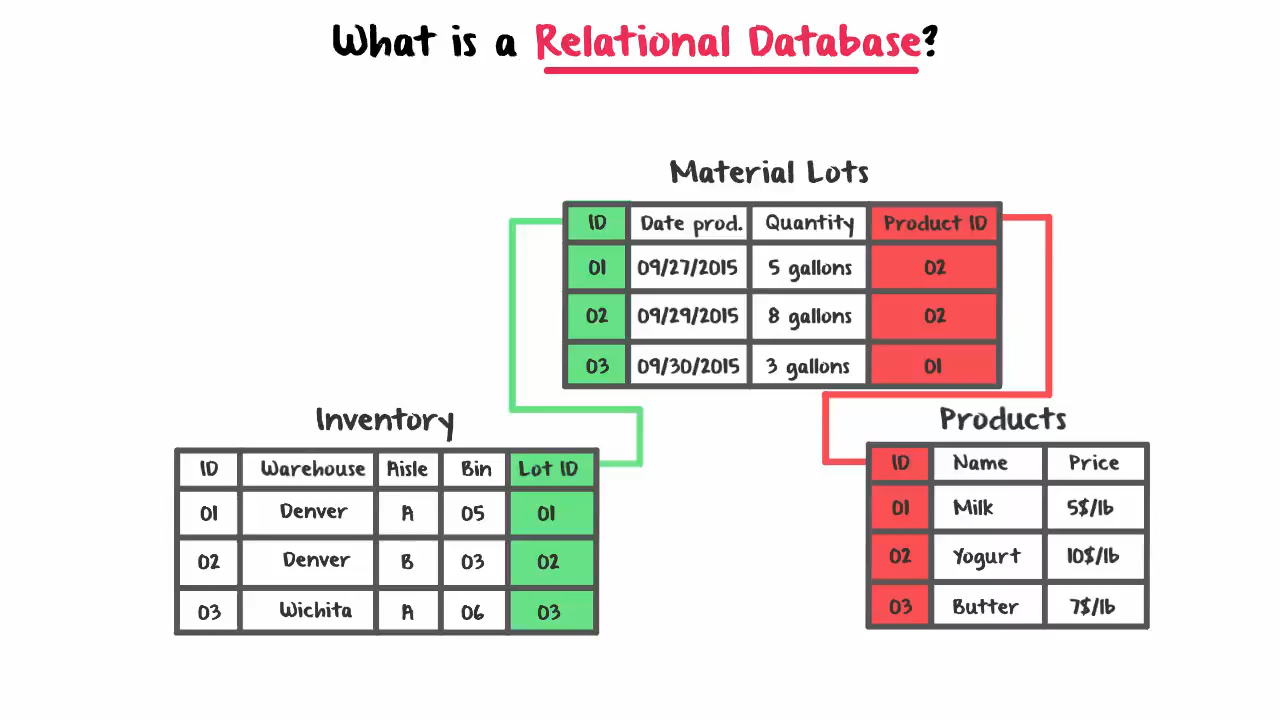 What is a Relational Database?
Material Lots
ID Date prod. Quantity Product ID
01 09/27/2015 5 gallons 02
02 09/29/2015 8 gallons 02
03 09/30/2015 3 gallons 01
Inventory
ID Warehouse Aisle Bin Lot ID
01 Denver A 05 01
02 Denver B 03 02
03 Wichita A 06 03
Products
ID Name Price
01 Milk 5$/lb
02 Yogurt 10$/lb
03 Butter 7$/lb